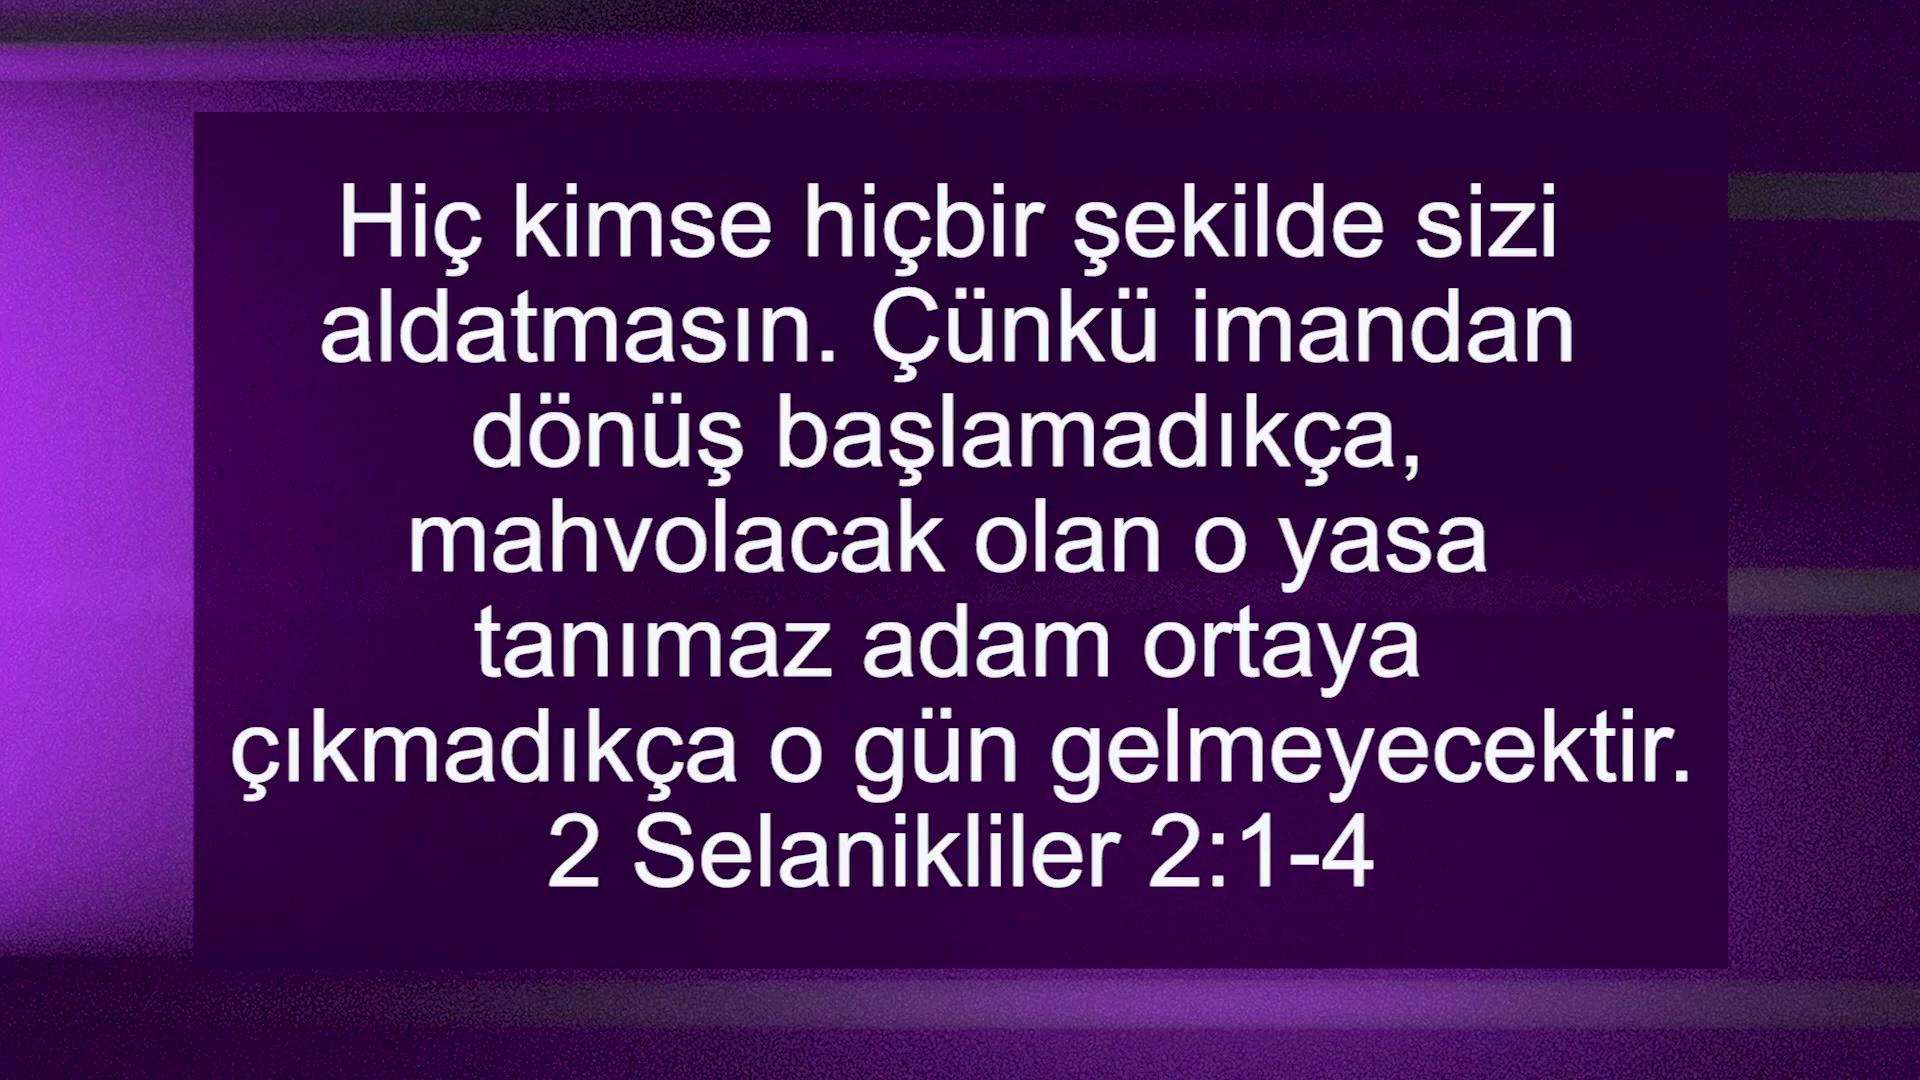 Hiç kimse hiçbir şekilde sizi
aldatmasın. Çünkü imandan
dönüş başlamadıkça,
mahvolacak olan o yasa
tanımaz adam ortaya
çıkmadıkça o gün gelmeyecektir.
2 Selanikliler 2:1-4